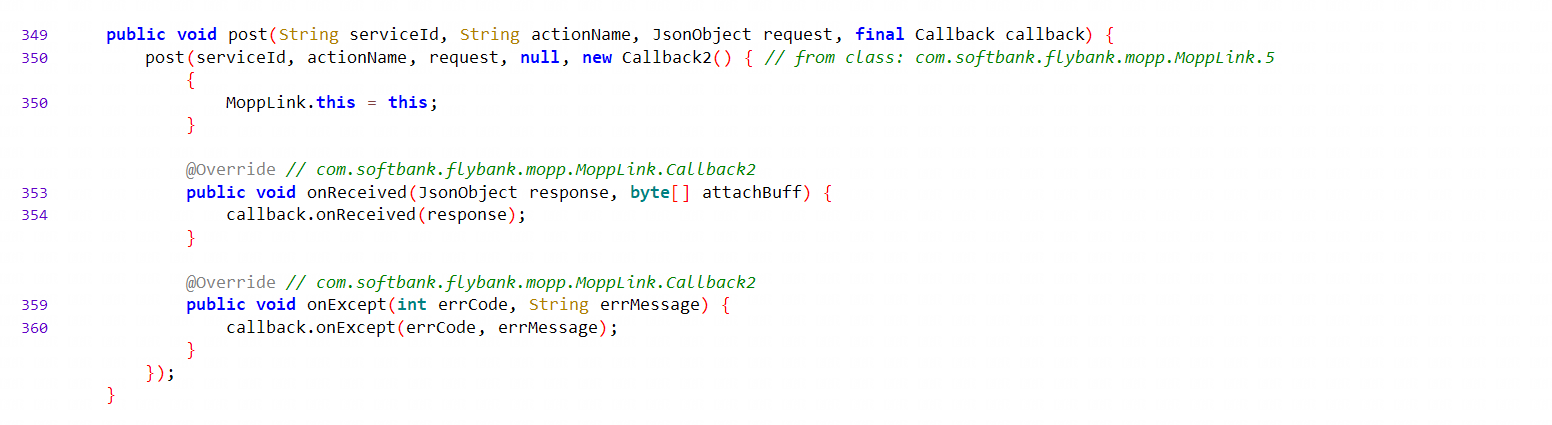 349 public void post(String serviceId, String actionName, JsonObject request, final Callback callback) {
350 post(serviceId, actionName, request, null, new Callback2() { // from class: com.softbank.flybank.mopp.MoppLink.5
{
350 MoppLink.this = this;
}
@Override // com.softbank.flybank.mopp.MoppLink.Callback2
353 public void onReceived(JsonObject response, byte[] attachBuff) {
354 callback.onReceived(response);
}
@Override // com.softbank.flybank.mopp.MoppLink.Callback2
359 public void onExcept(int errCode, String errMessage) {
360 callback.onExcept(errCode, errMessage);
}
});
}